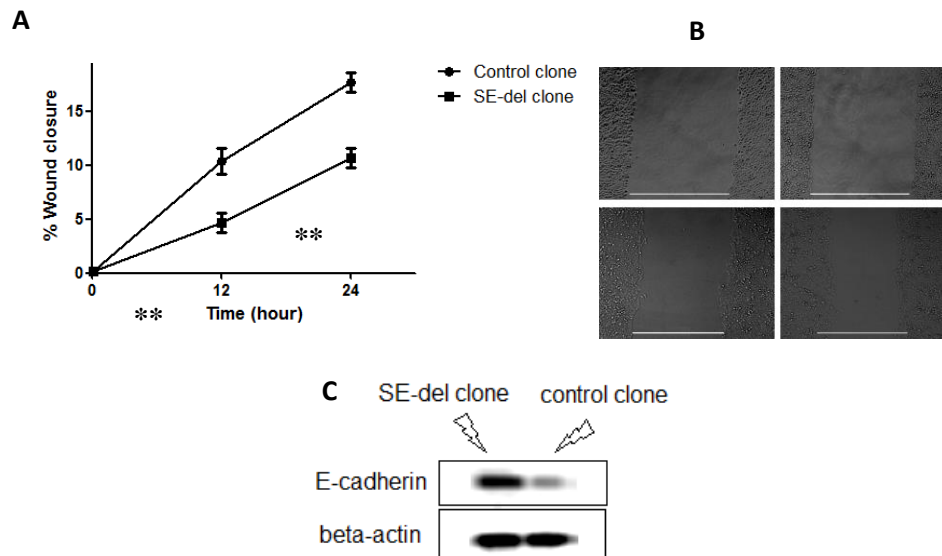 A
B
% Wound closure
15
10
5
0
0 12 24
**
**
Time (hour)
Control clone
SE-del clone
C
SE-del clone control clone
E-cadherin
beta-actin